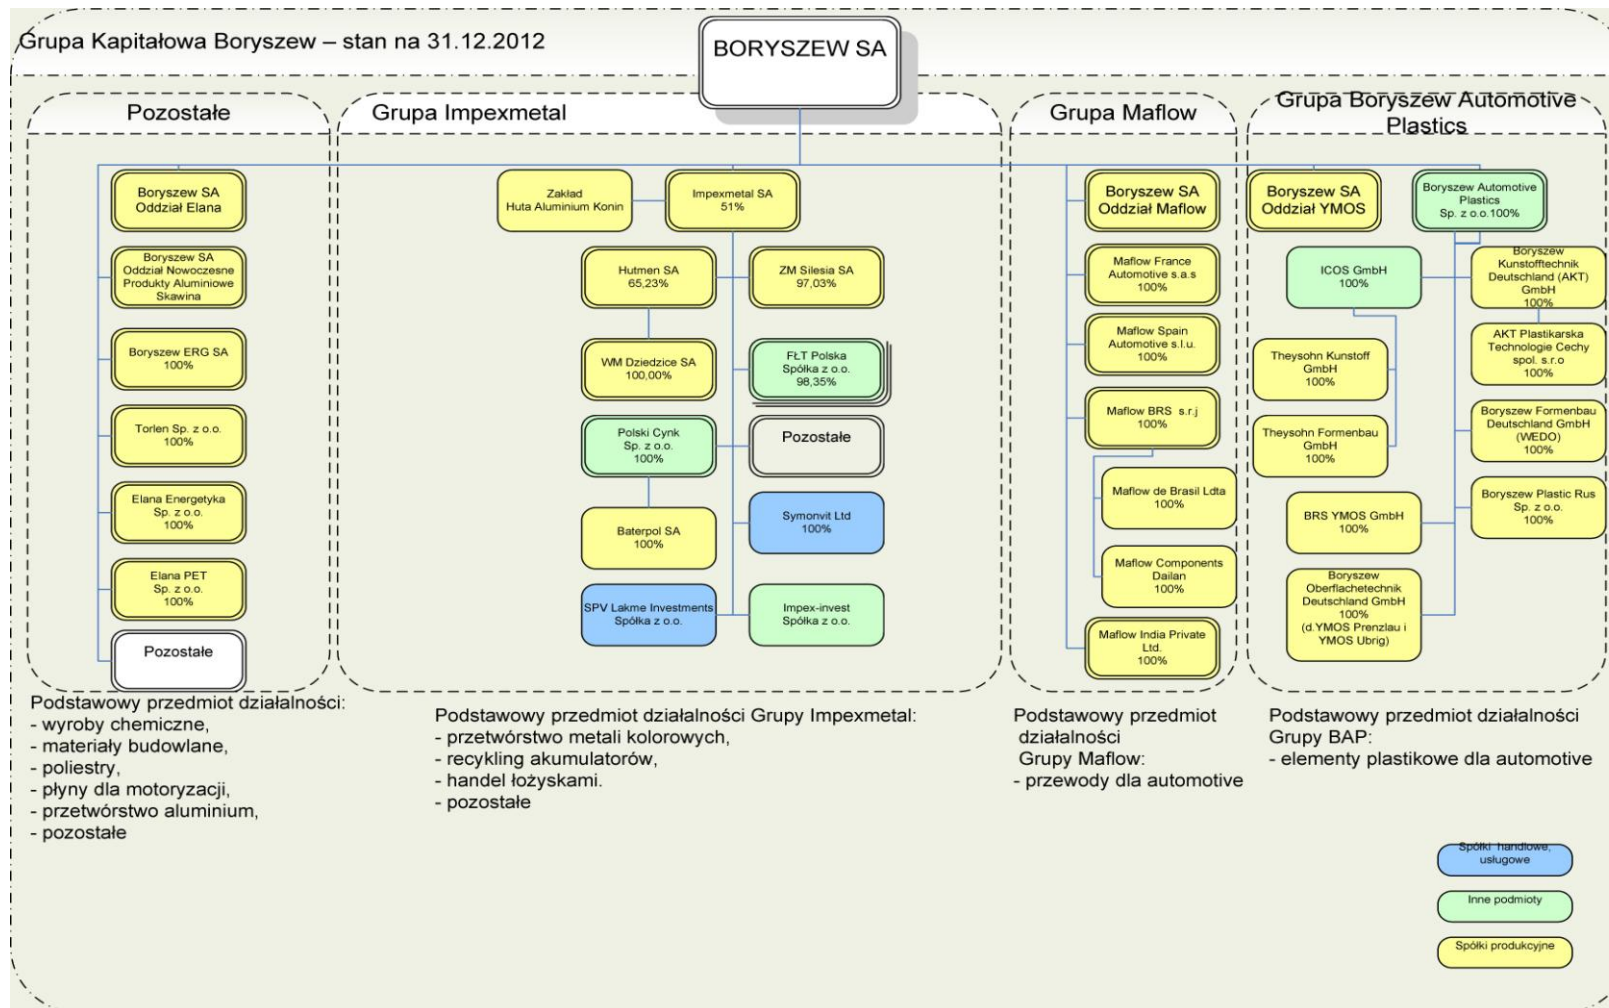 Grupa Kapitałowa Boryszew – stan na 31.12.2012
BORYSZEW SA
Pozostałe
Boryszew SA
Oddział Elana
Boryszew SA
Oddział Nowoczesne
Produkty Aluminiowe
Skawina
Boryszew ERG SA
100%
Torlen Sp. z o.o.
100%
Elana Energetyka
Sp. z o.o.
100%
Elana PET
Sp. z o.o.
100%
Pozostałe
Podstawowy przedmiot działalności:
- wyroby chemiczne,
- materiały budowlane,
- poliestry,
- płyny dla motoryzacji,
- przetwórstwo aluminium,
- pozostałe
Grupa Impexmetal
Zakład
Huta Aluminium Konin
Impexmetal SA
51%
Hutmen SA
65,23%
ZM Silesia SA
97,03%
WM Dziedzice SA
100,00%
FŁT Polska
Spółka z o.o.
98,35%
Polski Cynk
Sp. z o.o.
100%
Pozostałe
Baterpol SA
100%
Symonvit Ltd
100%
SPV Lakme Investments
Spółka z o.o.
Impex-invest
Spółka z o.o.
Podstawowy przedmiot działalności Grupy Impexmetal:
- przetwórstwo metali kolorowych,
- recykling akumulatorów,
- handel łożyskami.
- pozostałe
Grupa Maflow
Boryszew SA
Oddział Maflow
Maflow France
Automotive s.a.s
100%
Maflow Spain
Automotive s.l.u.
100%
Maflow BRS s.r.j
100%
Maflow de Brasil Ldta
100%
Maflow Components
Dailan
100%
Maflow India Private
Ltd.
100%
Podstawowy przedmiot
działalności
Grupy Maflow:
- przewody dla automotive
Grupa Boryszew Automotive
Plastics
Boryszew SA
Oddział YMOS
Boryszew Automotive
Plastics
Sp. z o.o.100%
ICOS GmbH
100%
Boryszew
Kunstofftechnik
Deutschland (AKT)
GmbH
100%
Theysohn Kunstoff
GmbH
100%
AKT Plastikarska
Technologie Cechy
spol. s.r.o
100%
Theysohn Formenbau
GmbH
100%
Boryszew Formenbau
Deutschland GmbH
(WEDO)
100%
BRS YMOS GmbH
100%
Boryszew Plastic Rus
Sp. z o.o.
100%
Boryszew
Oberflachetechnik
Deutschland GmbH
100%
(d.YMOS Prenzlau i
YMOS Ubrig)
Podstawowy przedmiot działalności
Grupy BAP:
- elementy plastikowe dla automotive
Spółki handlowe,
usługowe
Inne podmioty
Spółki produkcyjne